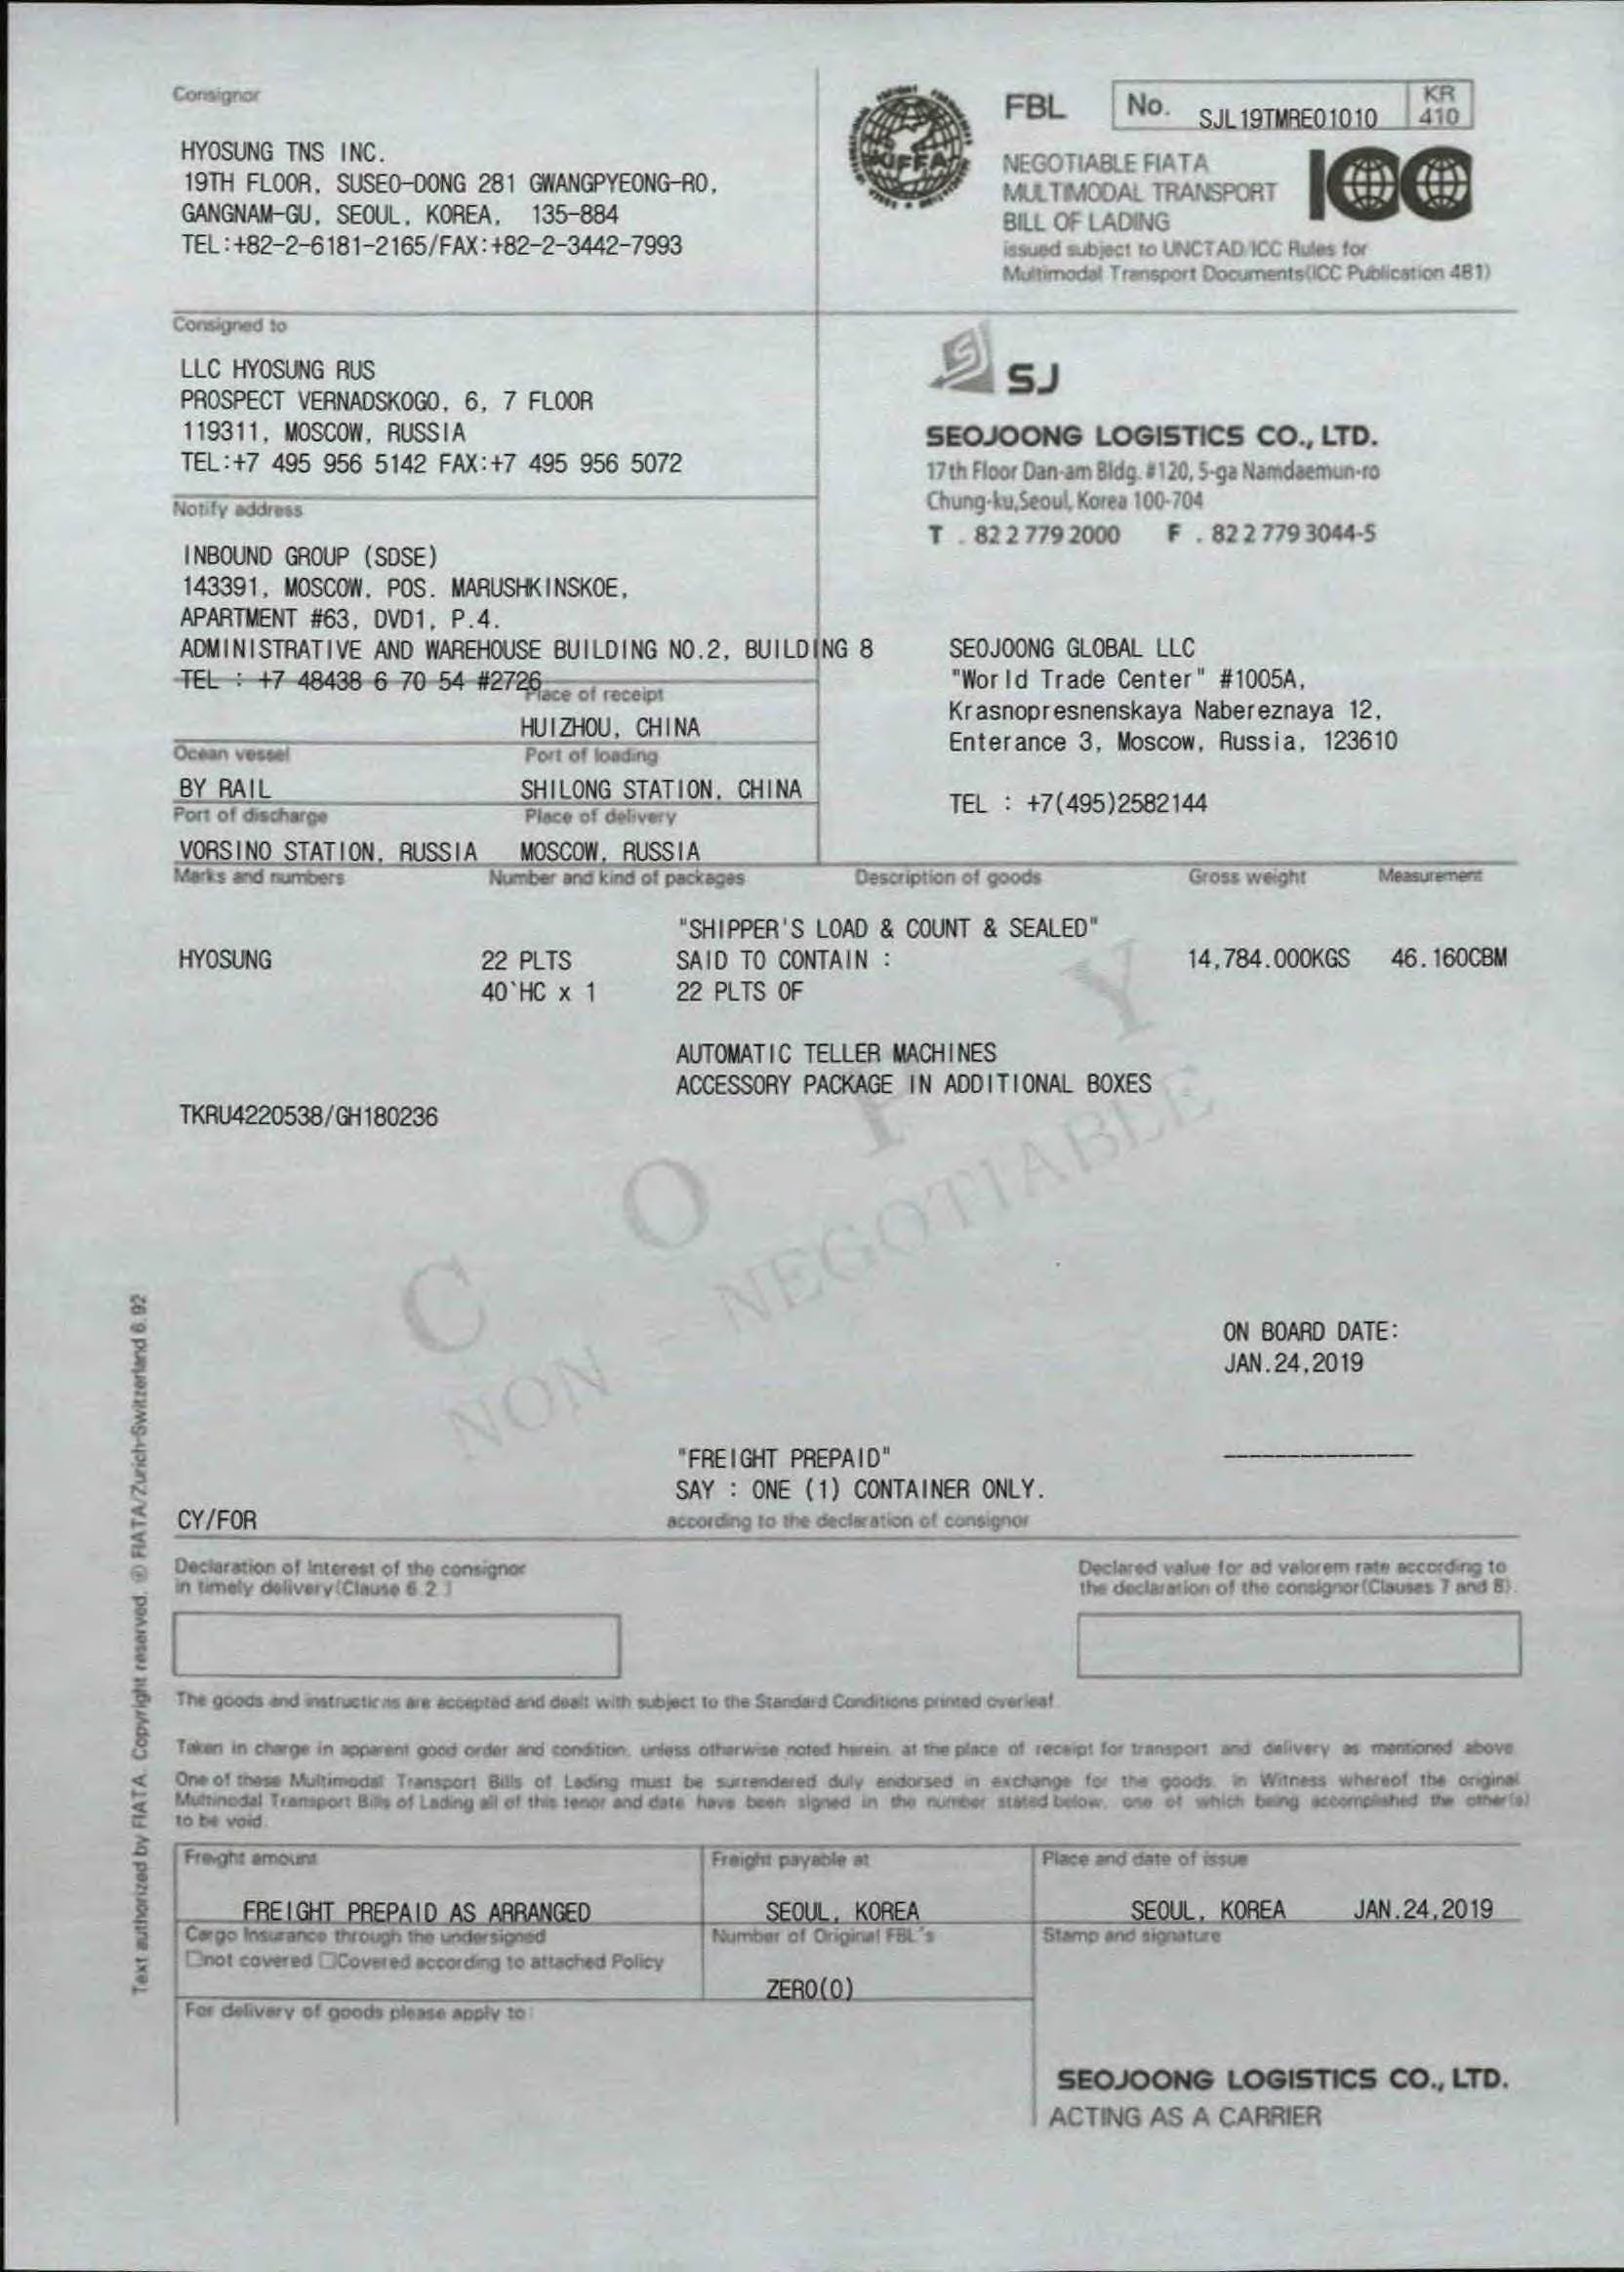 Consignor
HYOSUNG TNS INC.
19TH FLOOR, SUSEO-DONG 281 GWANGPYEONG-RO,
GANGNAM-GU, SEOUL, KOREA, 135-884
TEL:+82-2-6181-2165/FAX:+82-2-3442-7993
KIFFA
FBL
No. SJL19TMRE01010
KR
410
NEGOTIABLE FIATA
MULTIMODAL TRANSPORT
BILL OF LADING
issued subject to UNCTAD/ICC Rules for
Multimodal Transport Documents(ICC Publication 481)
ICC
Consigned to
LLC HYOSUNG RUS
PROSPECT VERNADSKOGO, 6, 7 FLOOR
119311, MOSCOW, RUSSIA
TEL:+7 495 956 5142 FAX:+7 495 956 5072
SJ
SEOJOONG LOGISTICS CO., LTD.
17th Floor Dan-am Bldg. #120, 5-ga Namdaemun-ro
Chung-ku,Seoul, Korea 100-704
T . 82 2 779 2000 F . 82 2 779 3044-5
Notify address
INBOUND GROUP (SDSE)
143391, MOSCOW, POS. MARUSHKINSKOE,
APARTMENT #63, DVD1, P.4.
ADMINISTRATIVE AND WAREHOUSE BUILDING NO.2, BUILDING 8
TEL : +7 48438 6 70 54 #2726
SEOJOONG GLOBAL LLC
"World Trade Center" #1005A,
Krasnopresnenskaya Nabereznaya 12,
Enterance 3, Moscow, Russia, 123610
TEL : +7(495)2582144
Place of receipt
HUIZHOU, CHINA
Ocean vessel Port of loading
BY RAIL SHILONG STATION, CHINA
Port of discharge Place of delivery
VORSINO STATION, RUSSIA MOSCOW, RUSSIA
Marks and numbers Number and kind of packages Description of goods Gross weight Measurement
"SHIPPER'S LOAD & COUNT & SEALED"
HYOSUNG 22 PLTS SAID TO CONTAIN : 14,784.000KGS 46.160CBM
40`HC x 1 22 PLTS OF
AUTOMATIC TELLER MACHINES
ACCESSORY PACKAGE IN ADDITIONAL BOXES
TKRU4220538/GH180236
COPY
NON - NEGOTIABLE
ON BOARD DATE:
JAN.24,2019
"FREIGHT PREPAID"
SAY : ONE (1) CONTAINER ONLY.
CY/FOR
according to the declaration of consignor
Declaration of Interest of the consignor
in timely delivery(Clause 6 2 )
Declared value for ad valorem rate according to
the declaration of the consignor(Clauses 7 and 8).
The goods and instructions are accepted and dealt with subject to the Standard Conditions printed overleaf.
Taken in charge in apparent good order and condition, unless otherwise noted herein, at the place of receipt for transport and delivery as mentioned above.
One of these Multimodal Transport Bills of Lading must be surrendered duly endorsed in exchange for the goods. in Witness whereof the original
Multimodal Transport Bills of Lading all of this tenor and date have been signed in the number stated below, one of which being accomplished the other(s)
to be void.
Freight amount
FREIGHT PREPAID AS ARRANGED
Freight payable at
SEOUL, KOREA
Place and date of issue
SEOUL, KOREA JAN.24,2019
Cargo Insurance through the undersigned
□not covered □Covered according to attached Policy
Number of Original FBL's
ZERO(0)
Stamp and signature
For delivery of goods please apply to:
SEOJOONG LOGISTICS CO., LTD.
ACTING AS A CARRIER
Text authorized by FIATA. Copyright reserved. © FIATA/Zurich-Switzerland 6.92